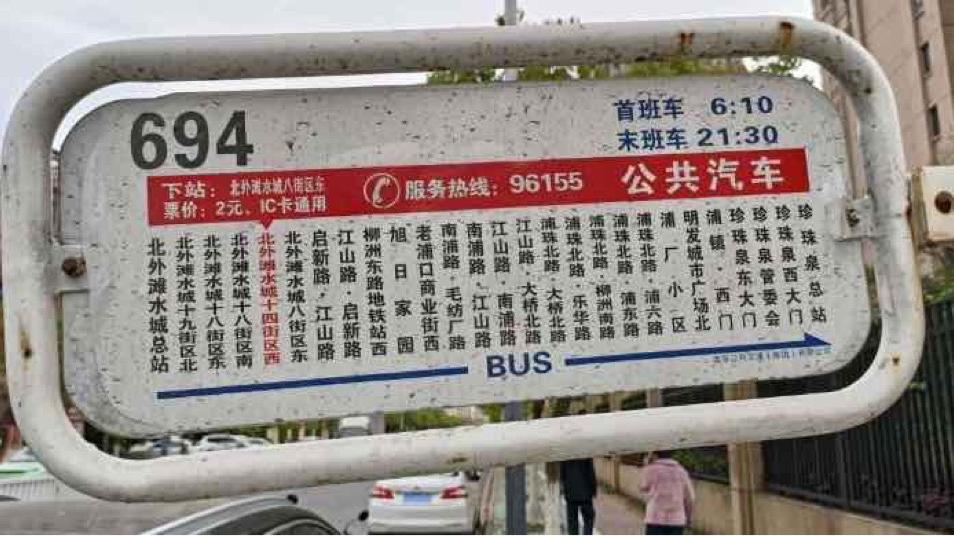 694
首班车 6:10
末班车 21:30
下站：北外滩水城八街区东
票价：2元、IC卡通用
服务热线：96155
公共汽车
北外滩水城总站
北外滩水城十九街区北
北外滩水城十八街区东
北外滩水城十八街区南
北外滩水城十四街区西
北外滩水城八街区东
启新路·江山路
江山路·启新路
柳洲东路地铁站西
旭日家园
老浦口商业街西
南浦路·毛纺厂路
南浦路·江山路
江山路·南浦路
江山路·大桥北路
浦珠北路·大桥北路
浦珠北路·乐华路
浦珠北路·柳洲南路
浦珠北路·浦东路
浦珠北路·浦六路
浦厂小区
明发城市广场北
浦镇·西门
珍珠泉东大门
珍珠泉管委会
珍珠泉西大门
珍珠泉总站
BUS